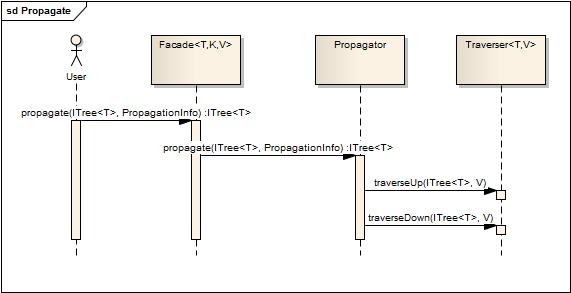 sd Propagate
User
Facade<T,K,V>
Propagator
Traverser<T,V>
propagate(ITree<T>, PropagationInfo) :ITree<T>
propagate(ITree<T>, PropagationInfo) :ITree<T>
traverseUp(ITree<T>, V)
traverseDown(ITree<T>, V)